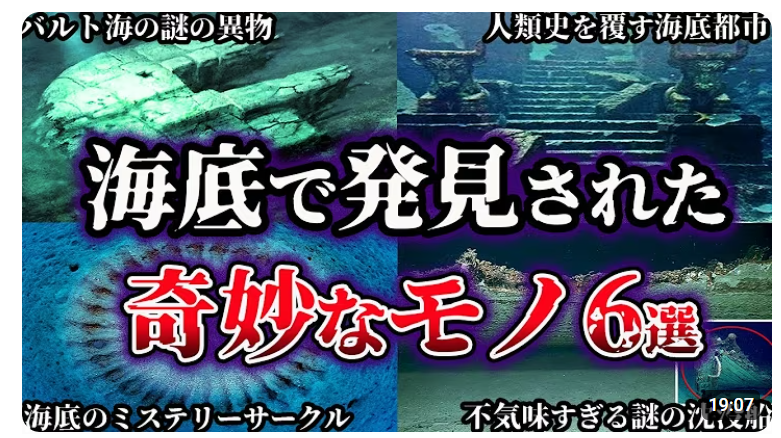 バルト海の謎の異物
人類史を覆す海底都市
海底で発見された
奇妙なモノ6選
海底のミステリーサークル
不気味すぎる謎の沈没船
19:07